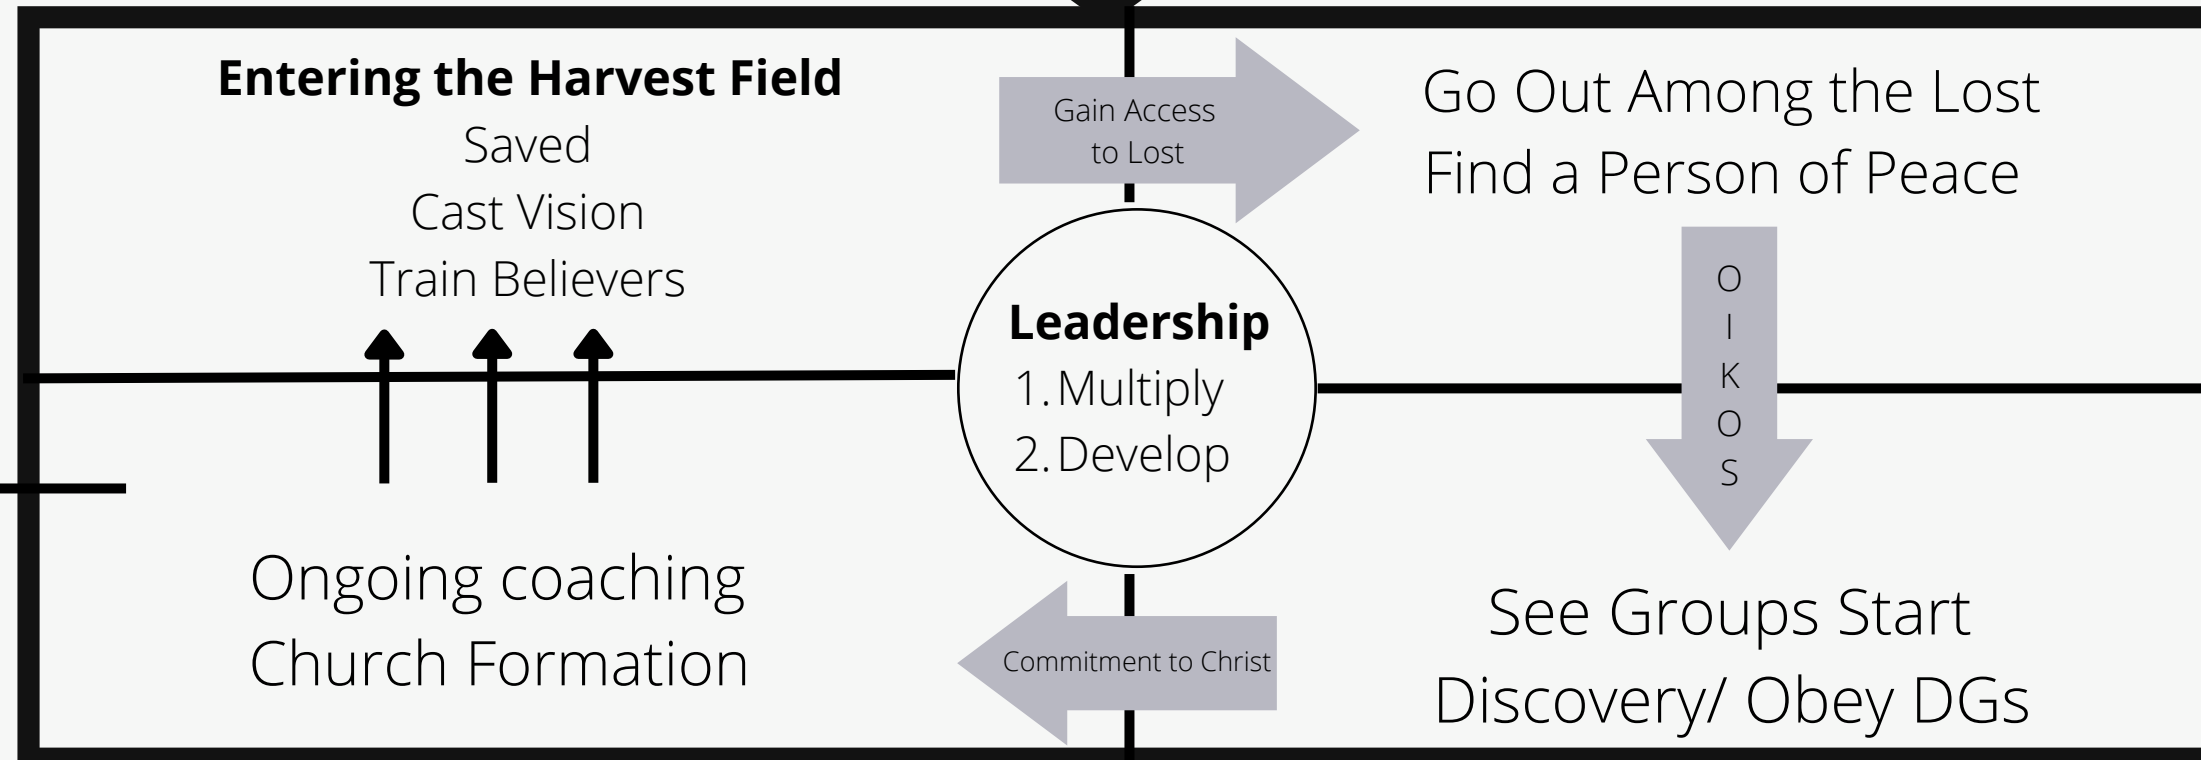 Entering the Harvest Field
Saved
Cast Vision
Train Believers
Gain Access
to Lost
Go Out Among the Lost
Find a Person of Peace
O
I
K
O
S
Leadership
1. Multiply
2. Develop
Ongoing coaching
Church Formation
Commitment to Christ
See Groups Start
Discovery/ Obey DGs